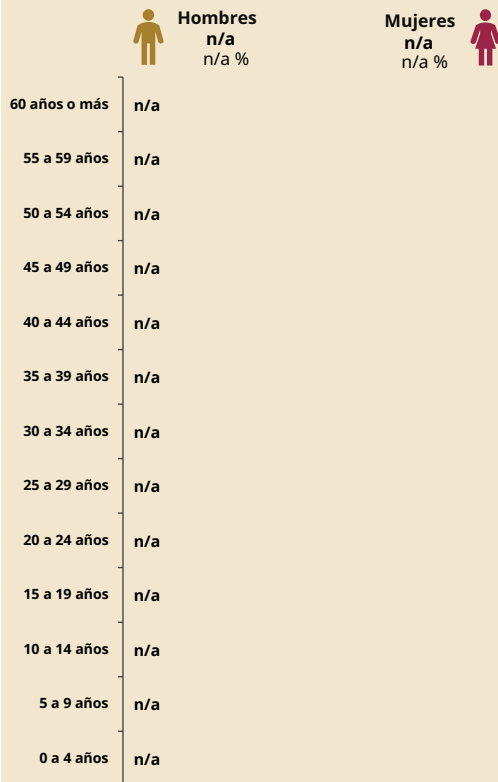 Hombres
n/a
n/a %
Mujeres
n/a
n/a %
60 años o más n/a
55 a 59 años n/a
50 a 54 años n/a
45 a 49 años n/a
40 a 44 años n/a
35 a 39 años n/a
30 a 34 años n/a
25 a 29 años n/a
20 a 24 años n/a
15 a 19 años n/a
10 a 14 años n/a
5 a 9 años n/a
0 a 4 años n/a